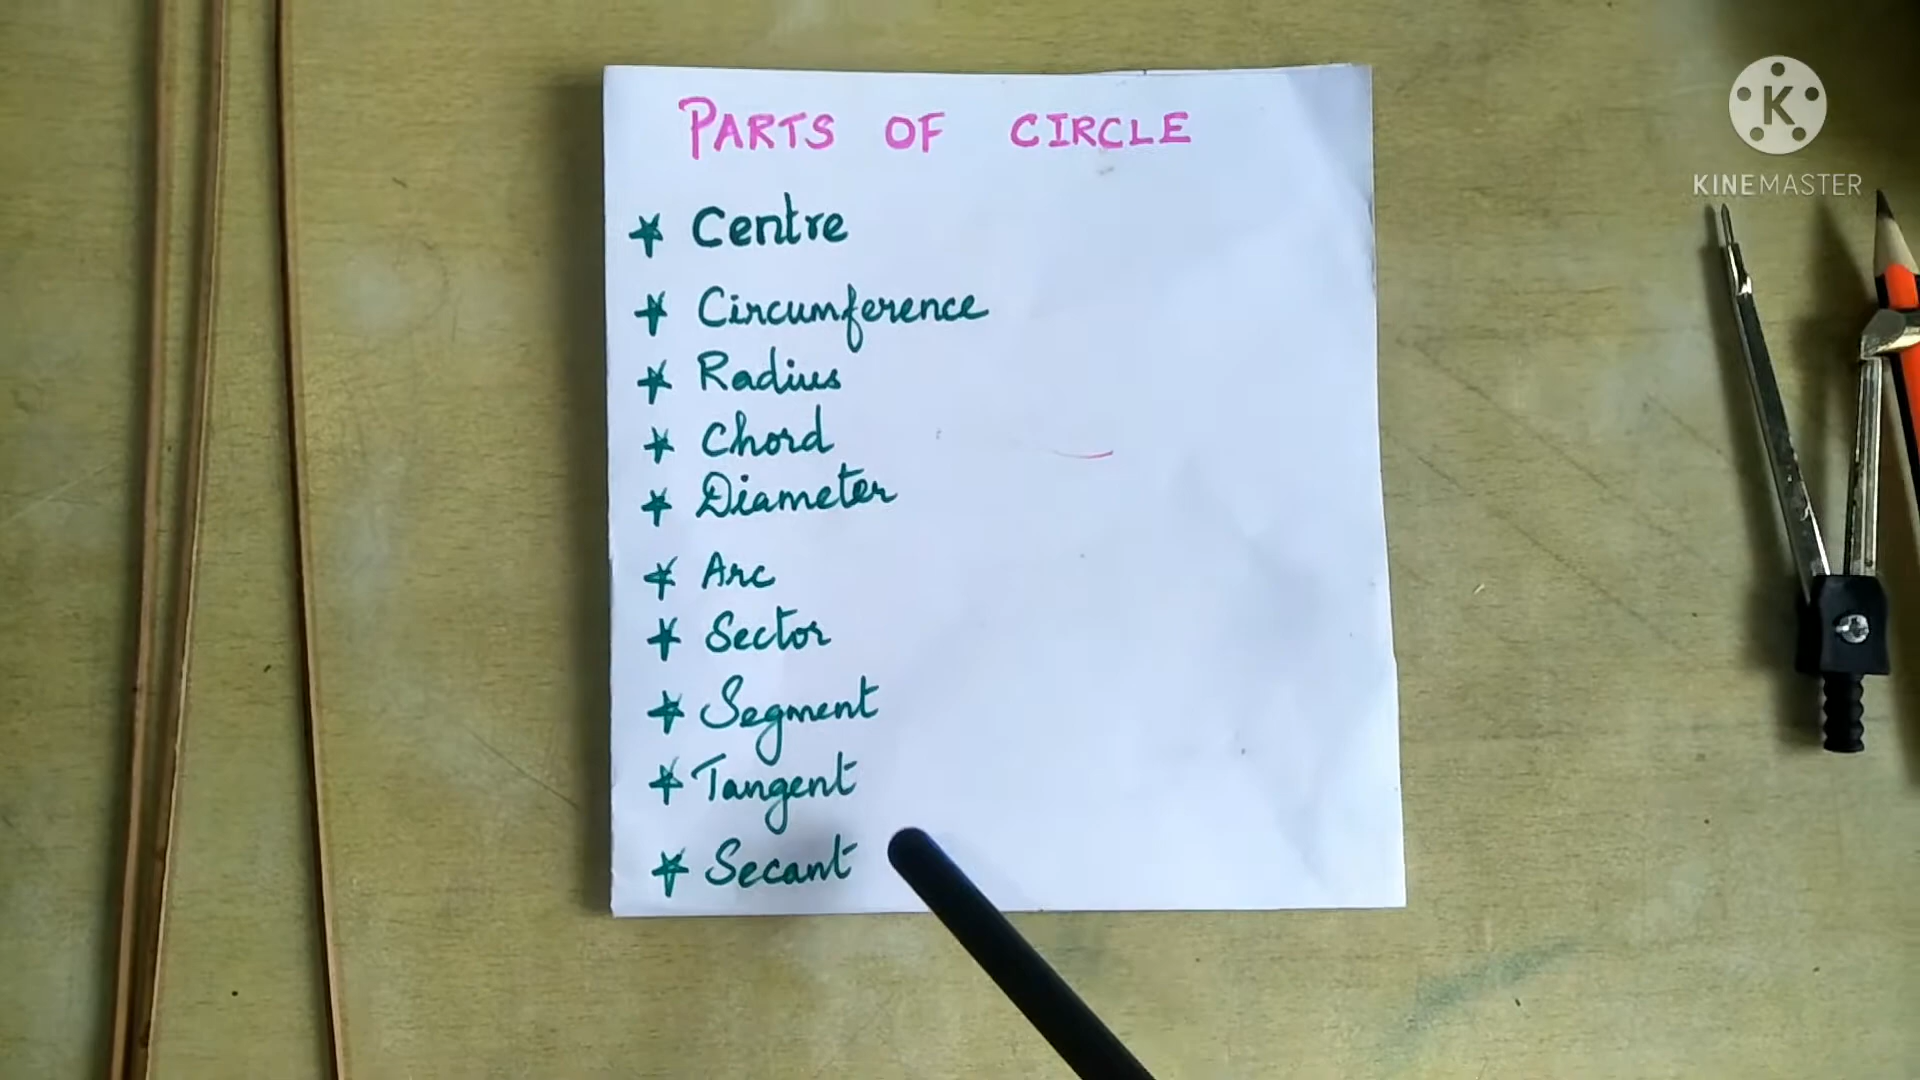 PARTS OF CIRCLE
Centre
Circumference
Radius
Chord
Diameter
Arc
Sector
Segment
Tangent
Secant
K
KINEMASTER